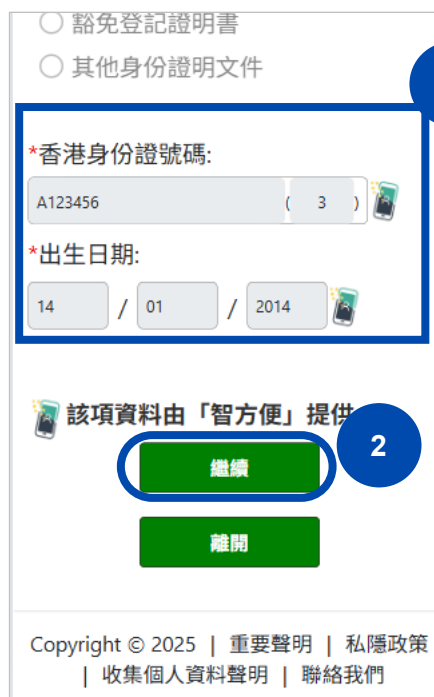 豁免登記證明書
其他身份證明文件
*香港身份證號碼:
A123456 ( 3 )
*出生日期:
14 / 01 / 2014
該項資料由「智方便」提供
2
繼續
離開
Copyright © 2025 | 重要聲明 | 私隱政策
| 收集個人資料聲明 | 聯絡我們